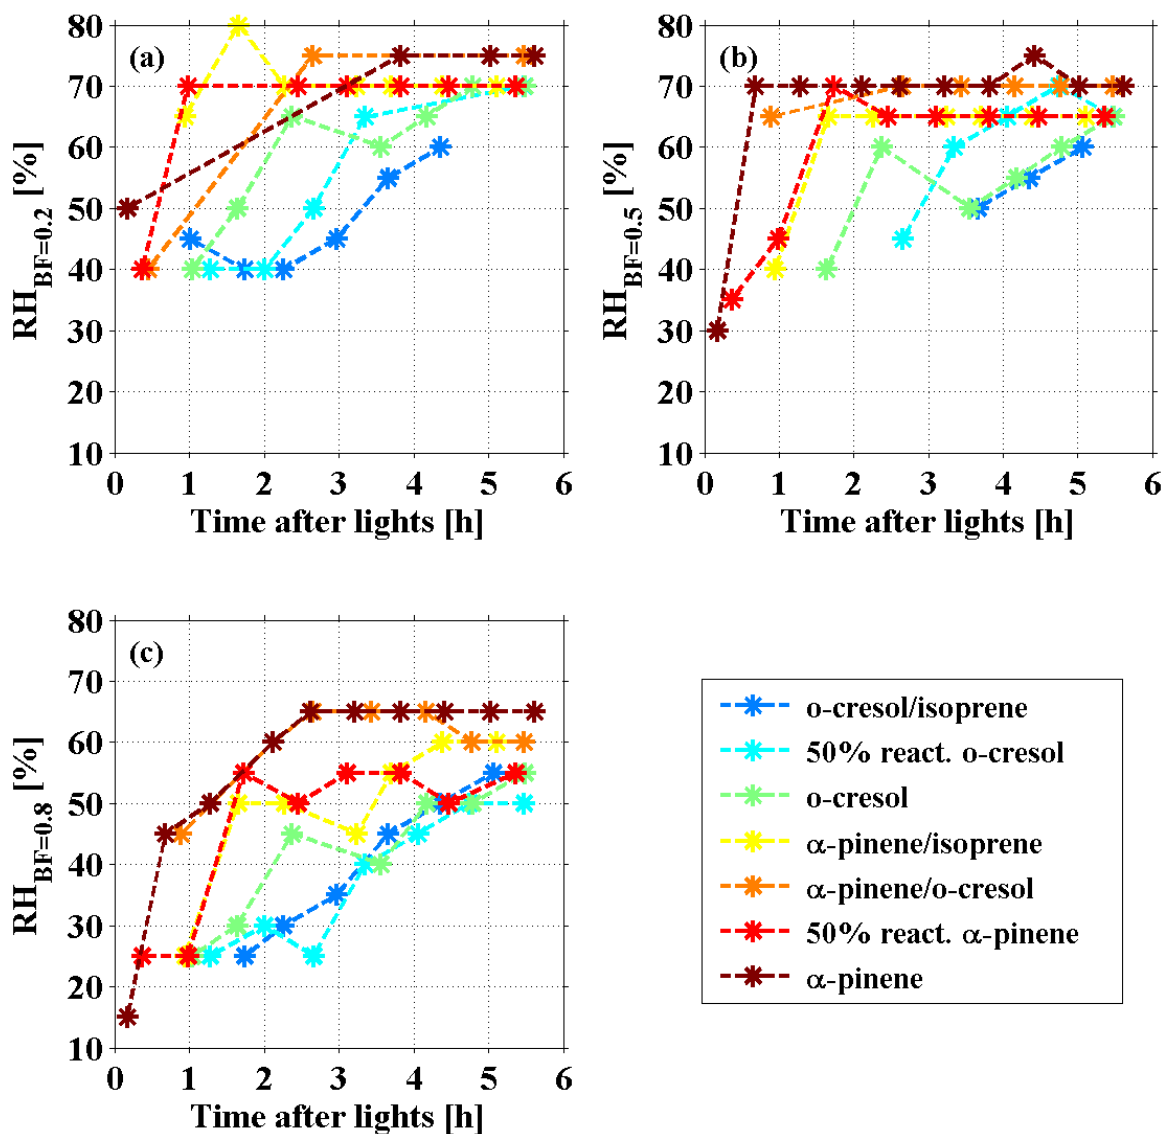 (a)
RH_BF=0.2 [%]
80
70
60
50
40
30
20
10
0 1 2 3 4 5 6
Time after lights [h]
(b)
RH_BF=0.5 [%]
80
70
60
50
40
30
20
10
0 1 2 3 4 5 6
Time after lights [h]
(c)
RH_BF=0.8 [%]
80
70
60
50
40
30
20
10
0 1 2 3 4 5 6
Time after lights [h]
o-cresol/isoprene
50% react. o-cresol
o-cresol
α-pinene/isoprene
α-pinene/o-cresol
50% react. α-pinene
α-pinene